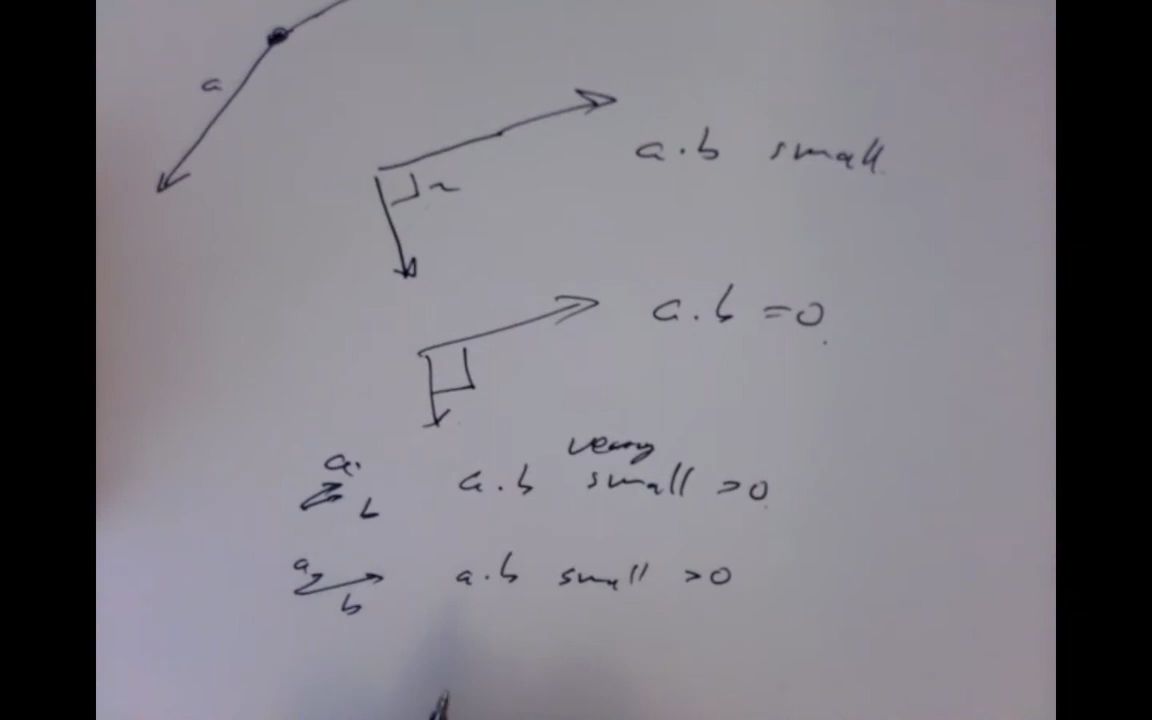 a
a.b small
~
a.b = 0
very
a. a.b small >0
b
a a.b small >0
b